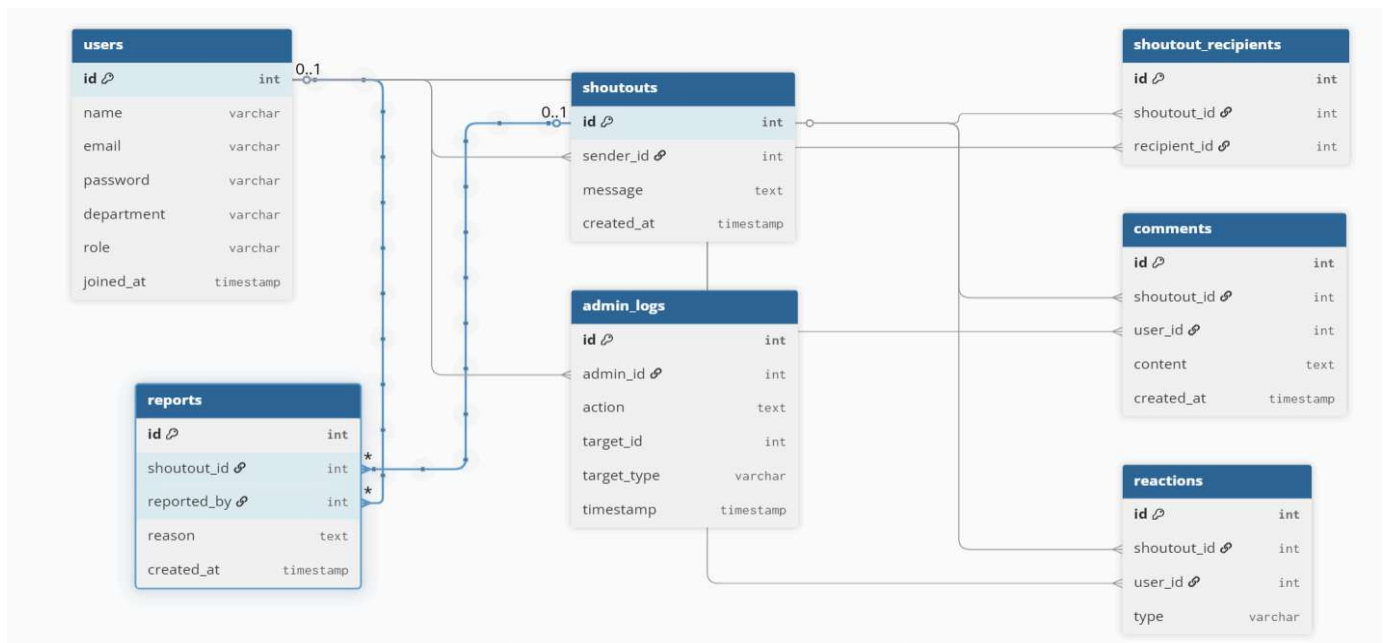 users
id int
name varchar
email varchar
password varchar
department varchar
role varchar
joined_at timestamp
0..1
shoutouts
0..1
id int
sender_id int
message text
created_at timestamp
shoutout_recipients
id int
shoutout_id int
recipient_id int
comments
id int
shoutout_id int
user_id int
content text
created_at timestamp
admin_logs
id int
admin_id int
action text
target_id int
target_type varchar
timestamp timestamp
reports
id int
*
shoutout_id int
*
reported_by int
reason text
created_at timestamp
reactions
id int
shoutout_id int
user_id int
type varchar